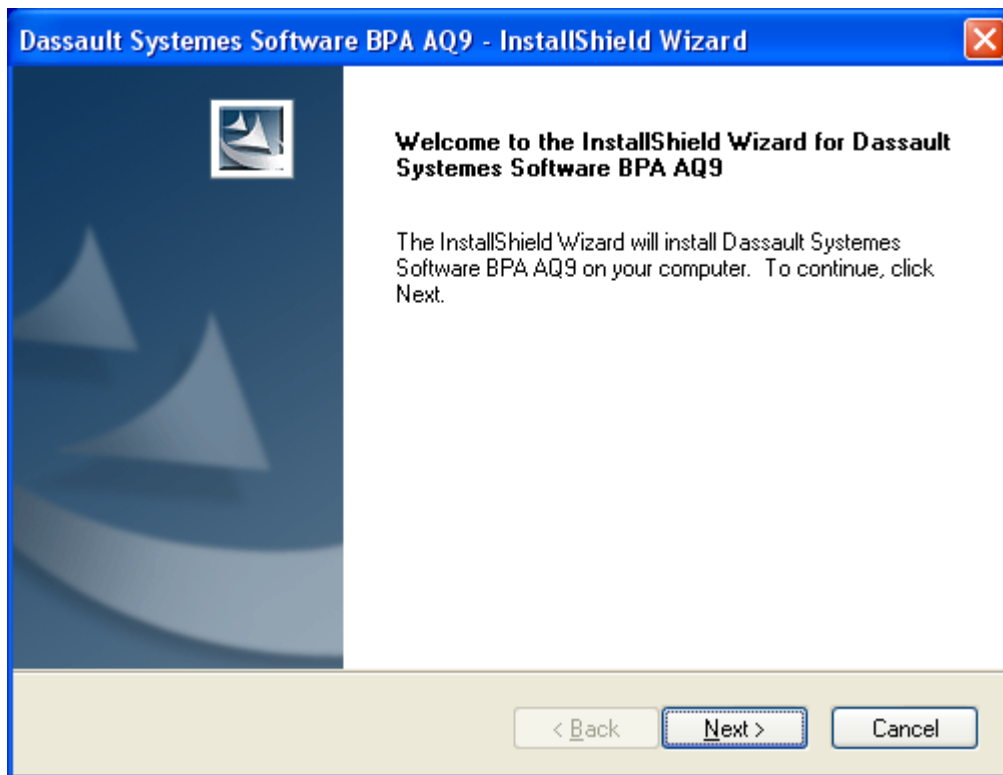 Dassault Systemes Software BPA AQ9 - InstallShield Wizard
Welcome to the InstallShield Wizard for Dassault
Systemes Software BPA AQ9
The InstallShield Wizard will install Dassault Systemes
Software BPA AQ9 on your computer.  To continue, click
Next.
< Back
Next >
Cancel